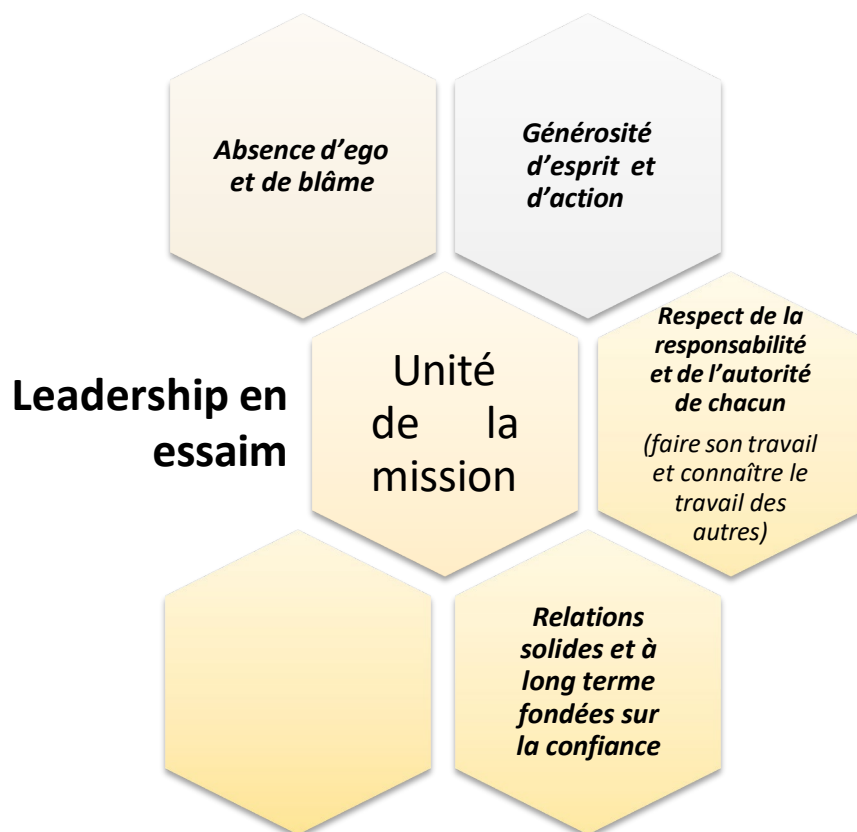 Absence d’ego
et de blâme
Générosité
d’esprit et
d’action
Leadership en
essaim
Unité
de la
mission
Respect de la
responsabilité
et de l’autorité
de chacun
(faire son travail
et connaître le
travail des
autres)
Relations
solides et à
long terme
fondées sur
la confiance